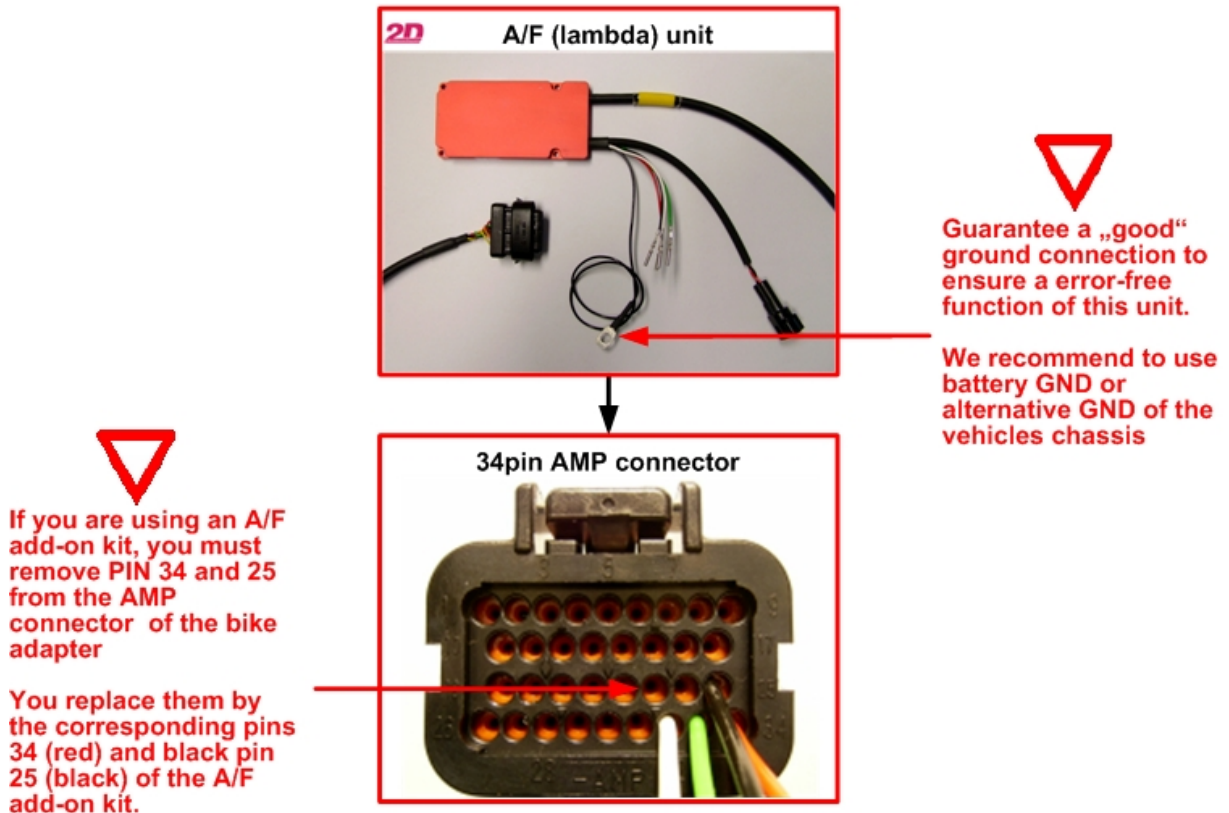 2D
A/F (lambda) unit
Guarantee a „good“
ground connection to
ensure a error-free
function of this unit.
We recommend to use
battery GND or
alternative GND of the
vehicles chassis
34pin AMP connector
3 5 7
1 9
17
26 34
28 -AMP
If you are using an A/F
add-on kit, you must
remove PIN 34 and 25
from the AMP
connector of the bike
adapter
You replace them by
the corresponding pins
34 (red) and black pin
25 (black) of the A/F
add-on kit.